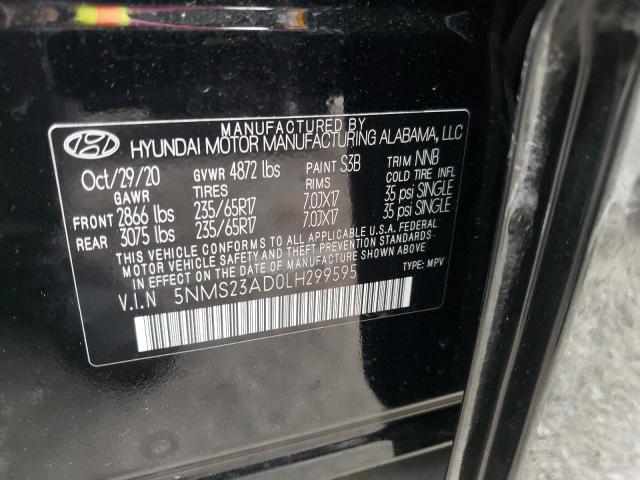 MANUFACTURED BY
HYUNDAI MOTOR MANUFACTURING ALABAMA, LLC
Oct/29/20 GVWR 4872 lbs PAINT S3B TRIM NNB
GAWR TIRES RIMS COLD TIRE INFL
FRONT 2866 lbs 235/65R17 7.0JX17 35 psi SINGLE
REAR 3075 lbs 235/65R17 7.0JX17 35 psi SINGLE
THIS VEHICLE CONFORMS TO ALL APPLICABLE U.S.A. FEDERAL
MOTOR VEHICLE SAFETY AND THEFT PREVENTION STANDARDS
IN EFFECT ON THE DATE OF MANUFACTURE SHOWN ABOVE.
V.I.N 5NMS23AD0LH299595 TYPE: MPV